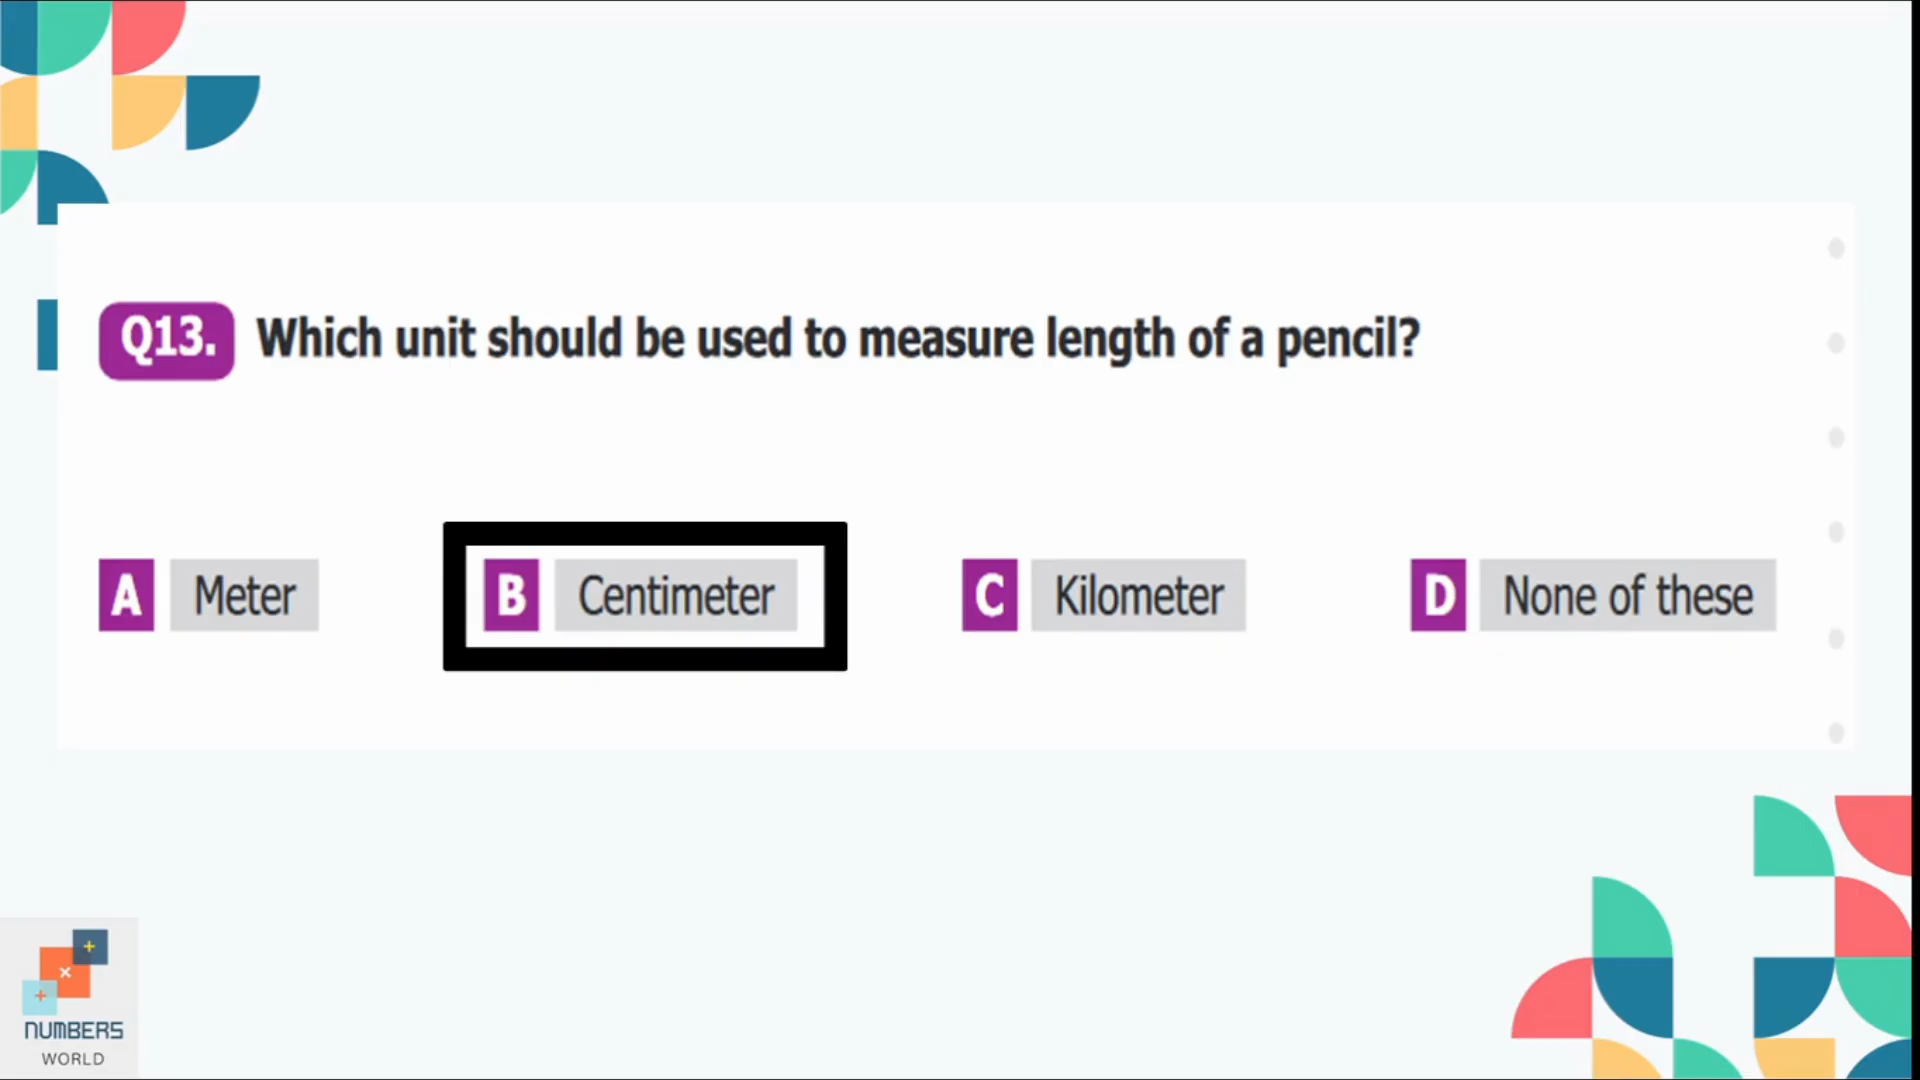 Q13. Which unit should be used to measure length of a pencil?
A Meter B Centimeter C Kilometer D None of these
+
×
+
NUMBERS
WORLD